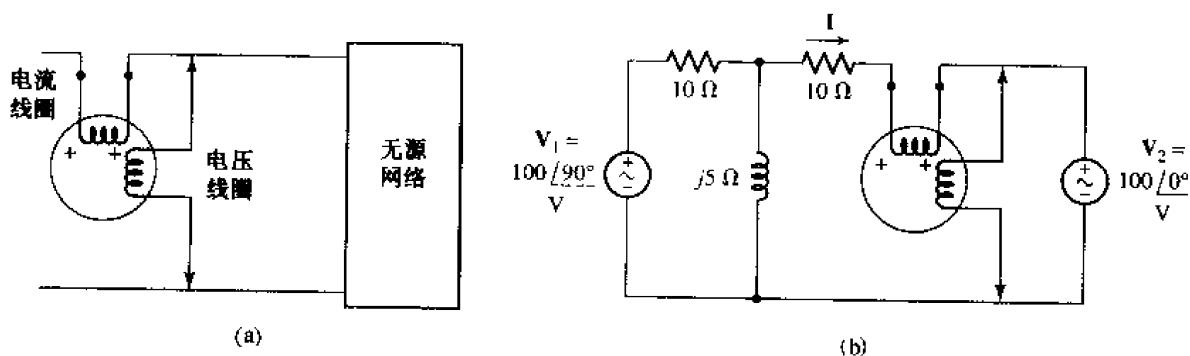 电流
线圈
+
+
电压
线圈
无源
网络
(a)
I
10 Ω
10 Ω
V₁ =
100 /90°
V
+
−
j5 Ω
+
+
+
−
V₂ =
100 /0°
V
(b)